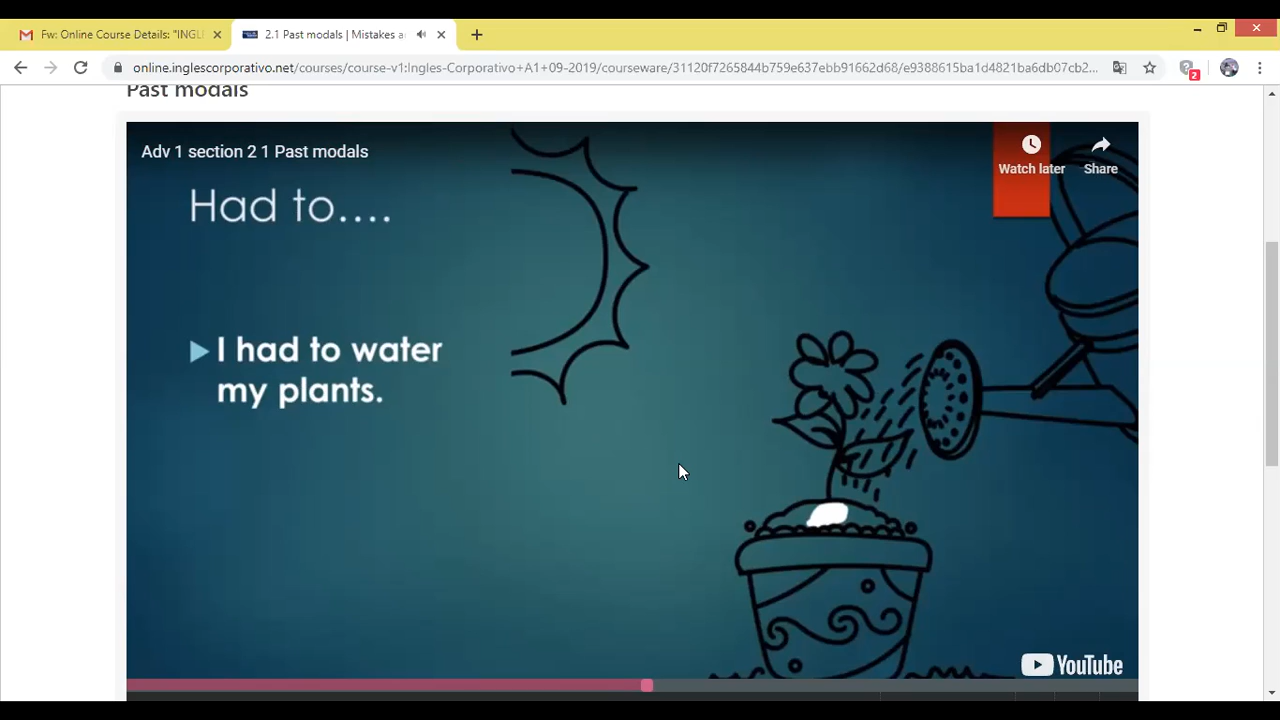 Fw: Online Course Details: "INGLE
2.1 Past modals | Mistakes a
online.inglescorporativo.net/courses/course-v1:Ingles-Corporativo+A1+09-2019/courseware/31120f7265844b759e637ebb91662d68/e9388615ba1d4821ba6db07cb2...
2
Past modals
Adv 1 section 2 1 Past modals
Watch later
Share
Had to....
I had to water
my plants.
YouTube